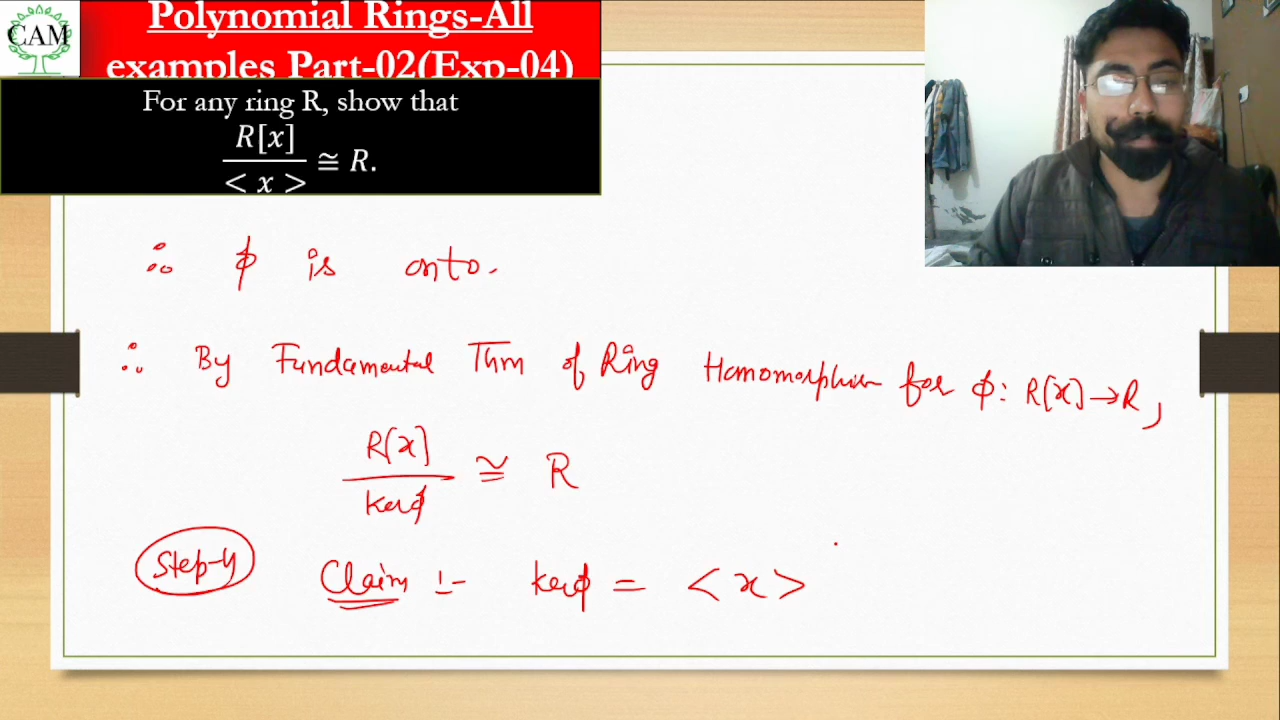 CAM
Polynomial Rings-All
examples Part-02(Exp-04)
For any ring R, show that
R[x]
< x >
≅ R.
∴ ϕ is onto.
∴ By Fundamental Thm of Ring Homomorphism for ϕ: R[x] → R,
R[x]
kerϕ
≅ R
Step-4
Claim :- kerϕ = < x >